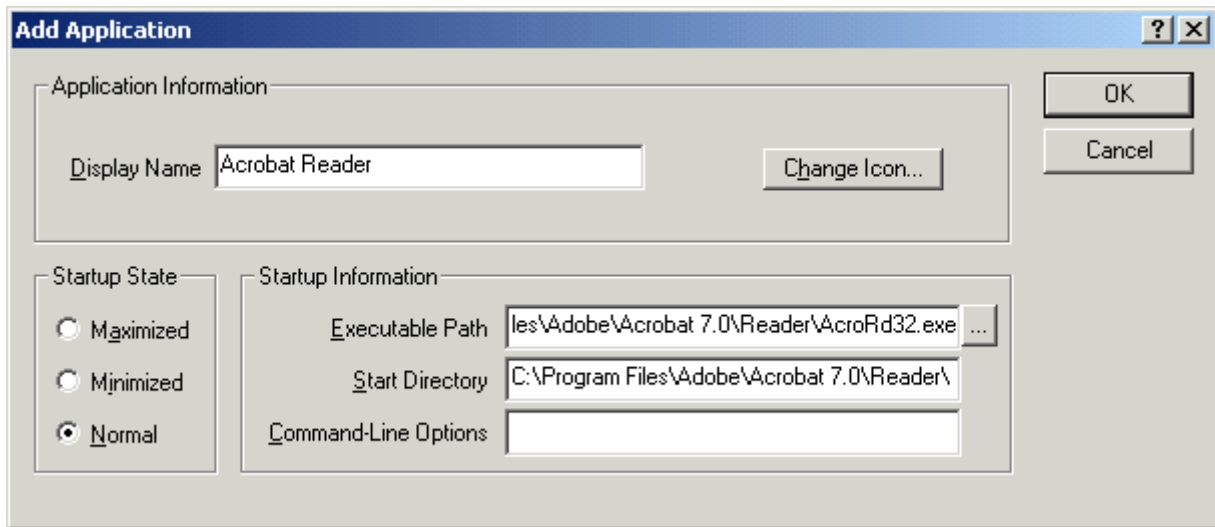 Add Application
Application Information
OK
Display Name Acrobat Reader Change Icon...
Cancel
Startup State Startup Information
Maximized Executable Path les\Adobe\Acrobat 7.0\Reader\AcroRd32.exe ...
Minimized Start Directory C:\Program Files\Adobe\Acrobat 7.0\Reader\
Normal Command-Line Options